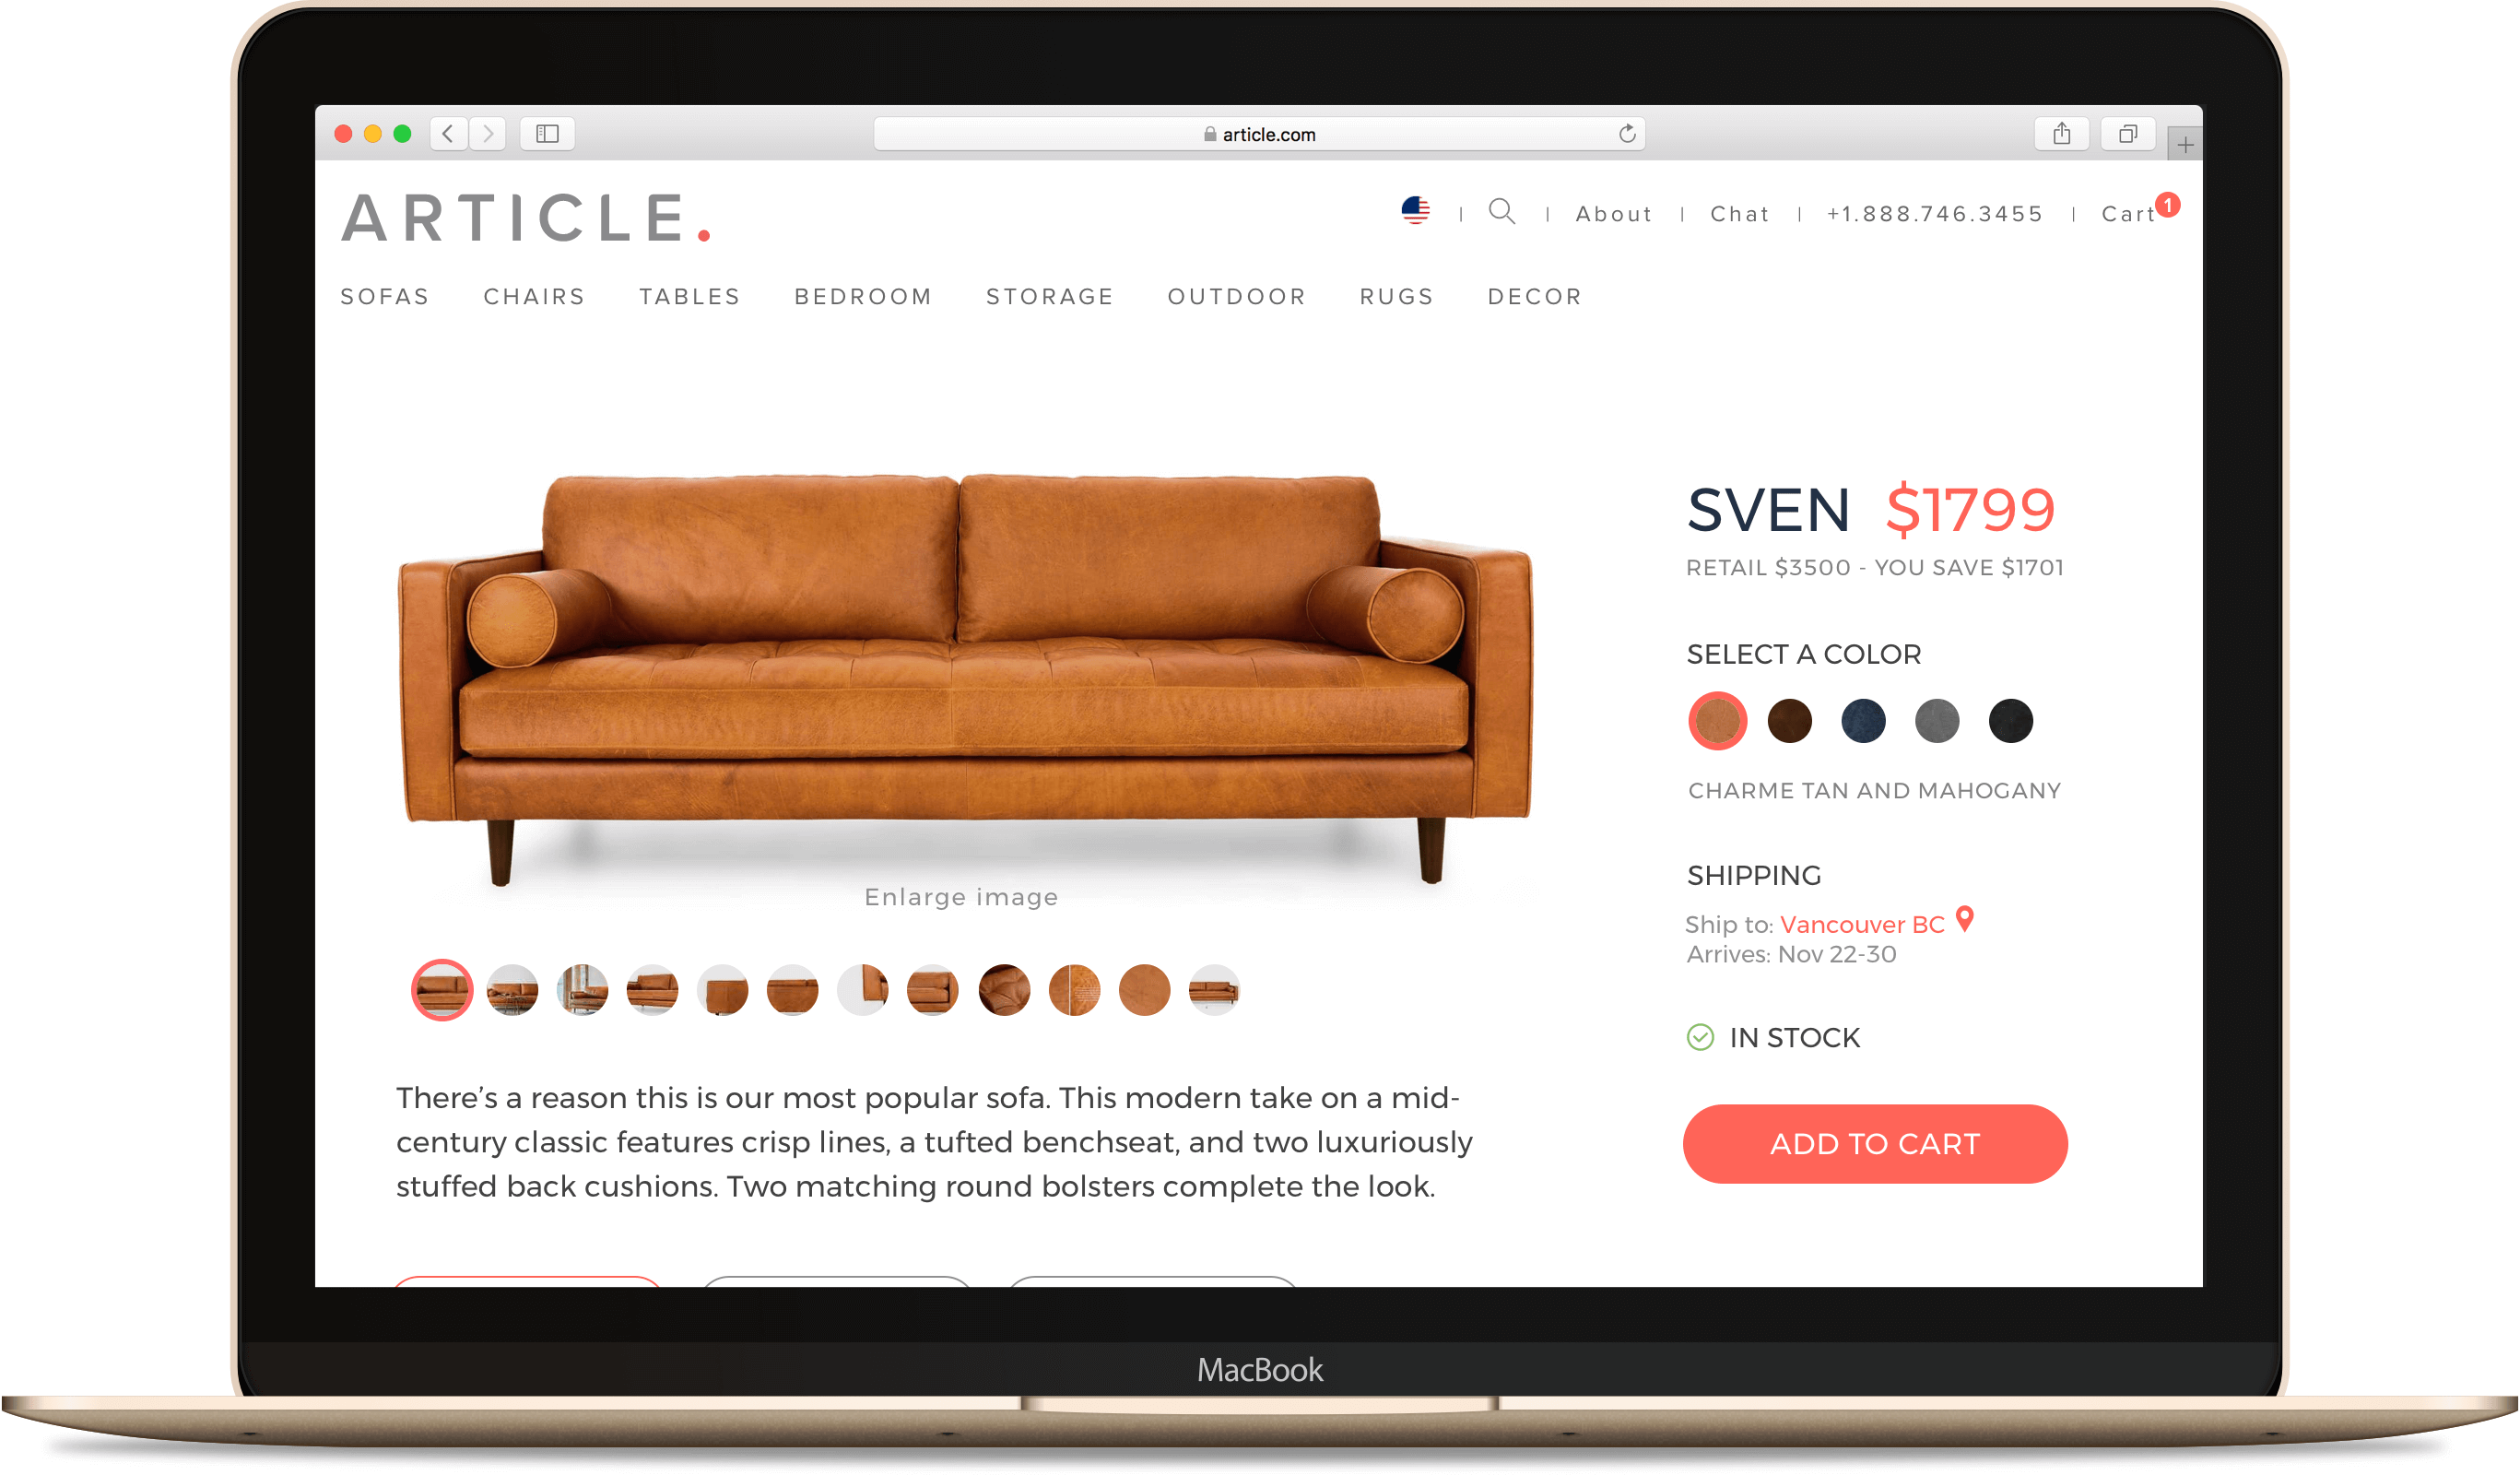 article.com
ARTICLE.
About
Chat
+1.888.746.3455
Cart
1
SOFAS CHAIRS TABLES BEDROOM STORAGE OUTDOOR RUGS DECOR
SVEN $1799
RETAIL $3500 - YOU SAVE $1701
SELECT A COLOR
CHARME TAN AND MAHOGANY
SHIPPING
Ship to: Vancouver BC
Arrives: Nov 22-30
IN STOCK
ADD TO CART
Enlarge image
There’s a reason this is our most popular sofa. This modern take on a mid-
century classic features crisp lines, a tufted benchseat, and two luxuriously
stuffed back cushions. Two matching round bolsters complete the look.
MacBook